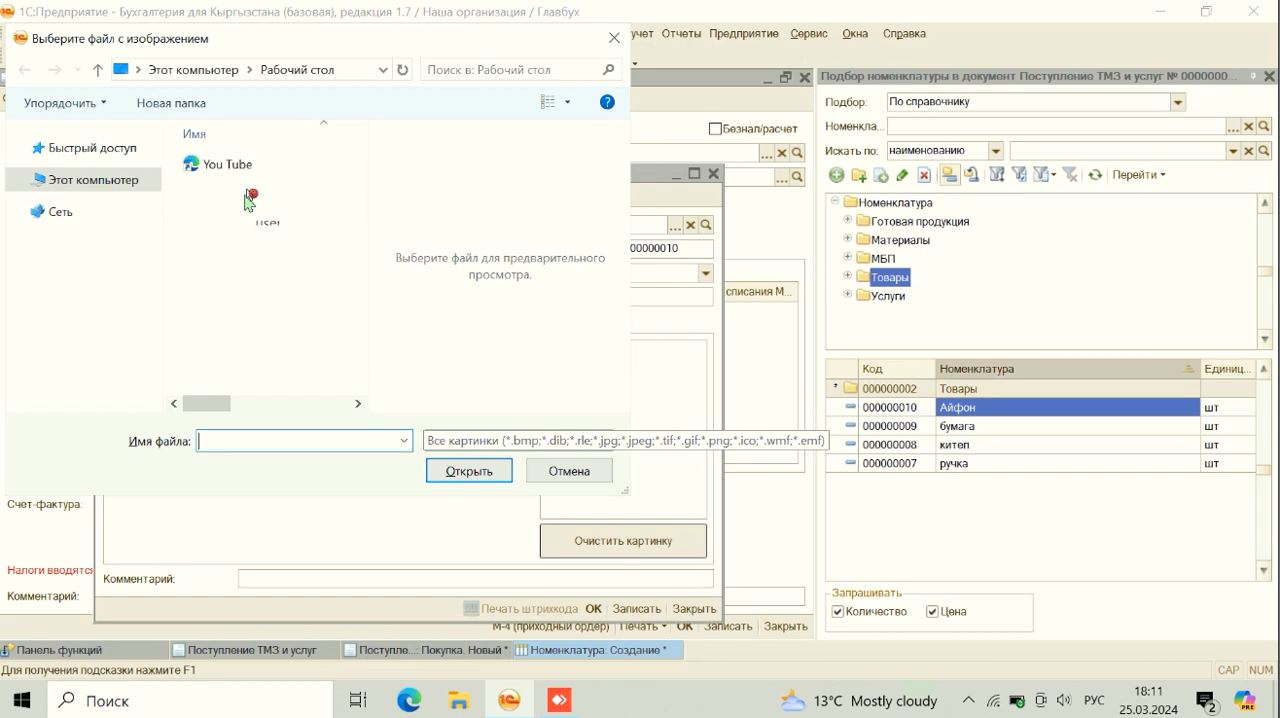 1С:Предприятие - Бухгалтерия для Кыргызстана (базовая), редакция 1.7 / Наша организация / Главбух
Выберите файл с изображением
учет Отчеты Предприятие Сервис Окна Справка
Этот компьютер > Рабочий стол
Поиск в: Рабочий стол
Упорядочить
Новая папка
Имя
Быстрый доступ
You Tube
Этот компьютер
Сеть
Выберите файл для предварительного
просмотра.
Имя файла:
Все картинки (*.bmp;*.dib;*.rle;*.jpg;*.jpeg;*.tif;*.gif;*.png;*.ico;*.wmf;*.emf)
Открыть
Отмена
Безнал/расчет
00000010
списания М...
Счет-фактура:
Очистить картинку
Налоги вводятся
Комментарий:
Комментарий:
Печать штрихкода
OK
Записать
Закрыть
М-4 (приходный ордер)
Печать
OK
Записать
Закрыть
Подбор номенклатуры в документ Поступление ТМЗ и услуг № 0000000...
Подбор:
По справочнику
Номенкла...
Искать по:
наименованию
Перейти
Номенклатура
Готовая продукция
Материалы
МБП
Товары
Услуги
Код
Номенклатура
Единиц...
000000002
Товары
000000010
Айфон
шт
000000009
бумага
шт
000000008
китеп
шт
000000007
ручка
шт
Запрашивать
Количество
Цена
Панель функций
Поступление ТМЗ и услуг
Поступле...: Покупка. Новый *
Номенклатура: Создание *
Для получения подсказки нажмите F1
CAP
NUM
Поиск
13°C Mostly cloudy
РУС
18:11
25.03.2024
2
PRE